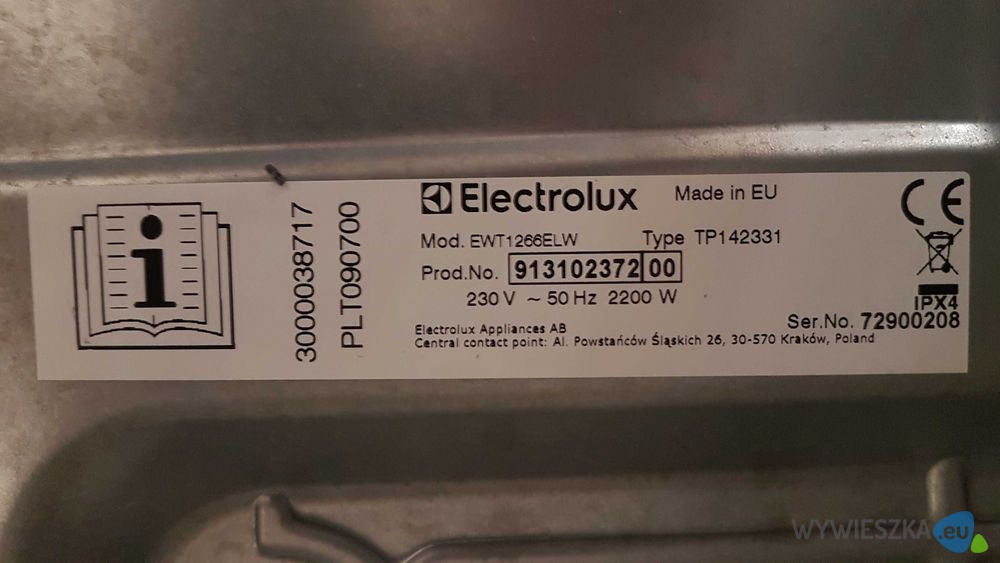 3000038717
PLT090700
Electrolux Made in EU
Mod. EWT1266ELW Type TP142331
Prod.No. 913102372 00
230 V ~ 50 Hz 2200 W
IPX4
Ser.No. 72900208
Electrolux Appliances AB
Central contact point: Al. Powstańców Śląskich 26, 30-570 Kraków, Poland
CE
i
WYWIESZKA.eu